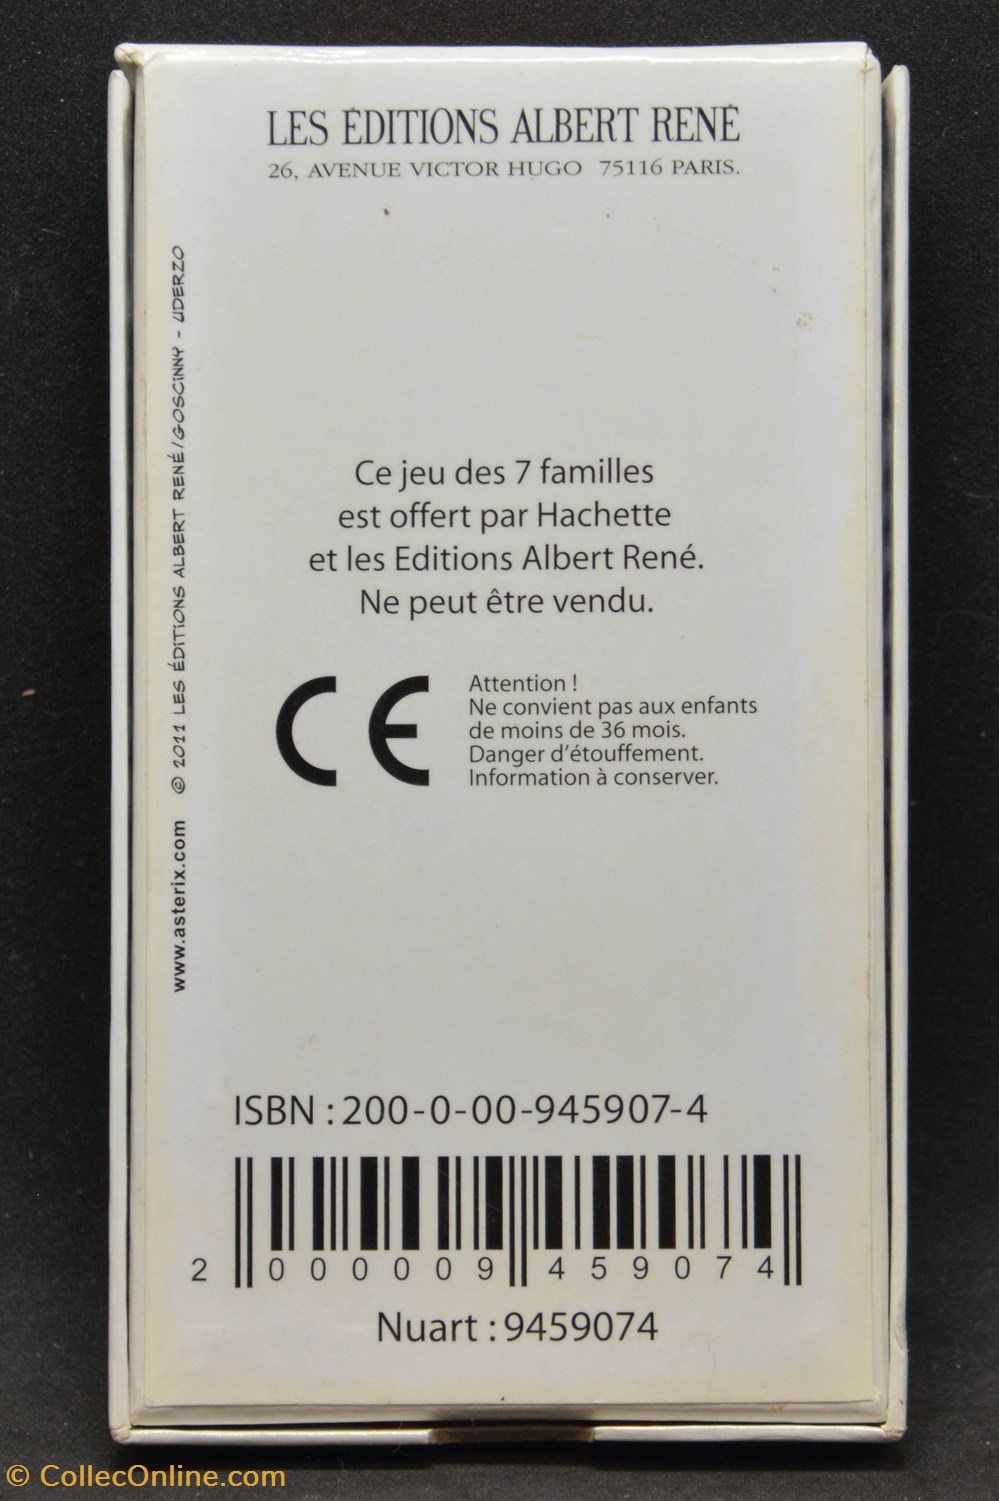 LES ÉDITIONS ALBERT RENÉ
26, AVENUE VICTOR HUGO 75116 PARIS.
www.asterix.com © 2011 LES ÉDITIONS ALBERT RENÉ/GOSCINNY - UDERZO
Ce jeu des 7 familles
est offert par Hachette
et les Editions Albert René.
Ne peut être vendu.
CE
Attention !
Ne convient pas aux enfants
de moins de 36 mois.
Danger d'étouffement.
Information à conserver.
ISBN : 200-0-00-945907-4
2 000009 459074
Nuart : 9459074
© CollecOnline.com